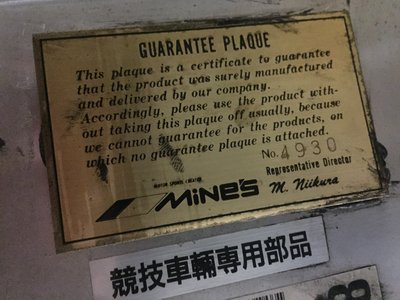 GUARANTEE PLAQUE
This plaque is a certificate to guarantee
that the product was surely manufactured
and delivered by our company.
Accordingly, please use the product with-
out taking this plaque off usually, because
we cannot guarantee for the products, on
which no guarantee plaque is attached.
No. 4930
Representative Director
MOTOR SPORTS CREATOR
Mine's
M. Niikura
競技車輛専用部品